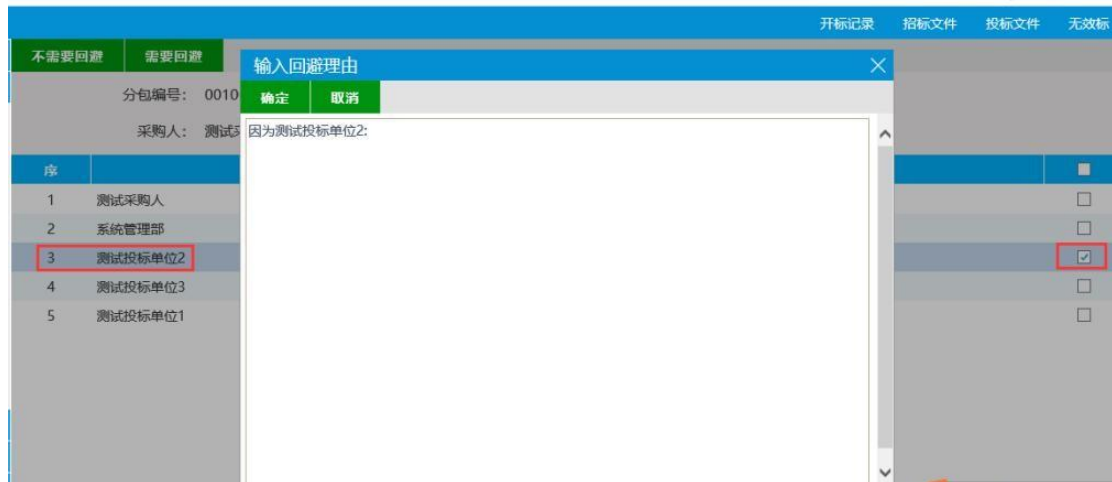 开标记录 招标文件 投标文件 无效标
不需要回避 需要回避
输入回避理由
分包编号: 0010
确定 取消
采购人: 测试
因为测试投标单位2:
序
1 测试采购人
2 系统管理部
3 测试投标单位2
4 测试投标单位3
5 测试投标单位1